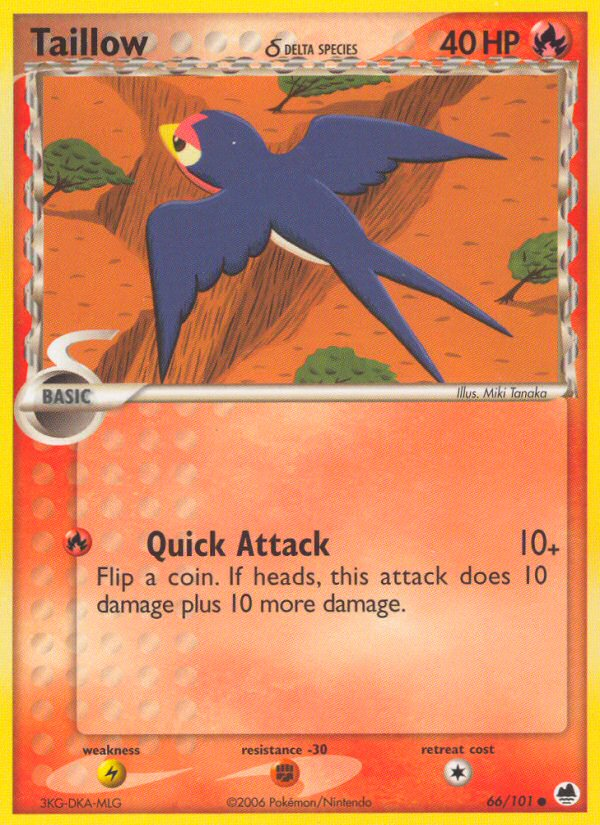 Taillow δ DELTA SPECIES 40 HP
BASIC
Illus. Miki Tanaka
Quick Attack 10+
Flip a coin. If heads, this attack does 10
damage plus 10 more damage.
weakness resistance -30 retreat cost
3KG-DKA-MLG ©2006 Pokémon/Nintendo 66/101 ●